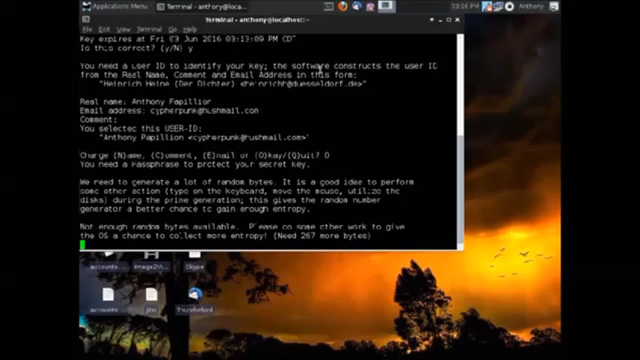 Applications Menu
Terminal - anthony@loca...
Anthony
Terminal - anthony@localhost:~
File Edit View Terminal Go Help
Key expires at Fri 03 Jun 2016 03:13:09 PM CDT
Is this correct? (y/N) y
You need a user ID to identify your key; the software constructs the user ID
from the Real Name, Comment and Email Address in this form:
"Heinrich Heine (Der Dichter) <heinrichh@duesseldorf.de>"
Real name: Anthony Papillion
Email address: cypherpunk@hushmail.com
Comment:
You selected this USER-ID:
"Anthony Papillion <cypherpunk@hushmail.com>"
Change (N)ame, (C)omment, (E)mail or (O)kay/(Q)uit? O
You need a Passphrase to protect your secret key.
We need to generate a lot of random bytes. It is a good idea to perform
some other action (type on the keyboard, move the mouse, utilize the
disks) during the prime generation; this gives the random number
generator a better chance to gain enough entropy.
Not enough random bytes available.  Please do some other work to give
the OS a chance to collect more entropy! (Need 267 more bytes)
accounts... Image2Vi... Skype
accounts jitsi Thunderbird